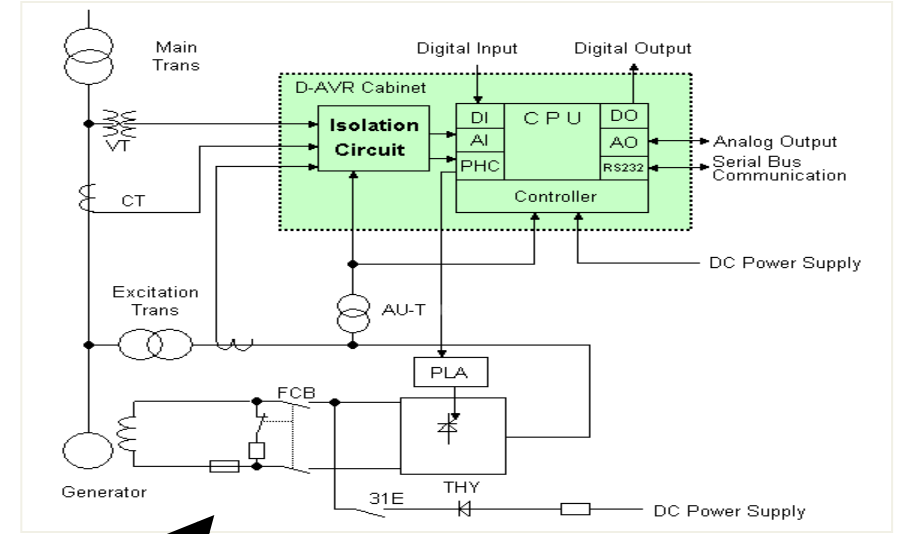 Main
Trans
Digital Input
Digital Output
D-AVR Cabinet
VT
Isolation
Circuit
DI
CPU
DO
AI
AO
Analog Output
PHC
RS232
Serial Bus
Communication
CT
Controller
DC Power Supply
Excitation
Trans
AU-T
PLA
FCB
Generator
THY
31E
DC Power Supply